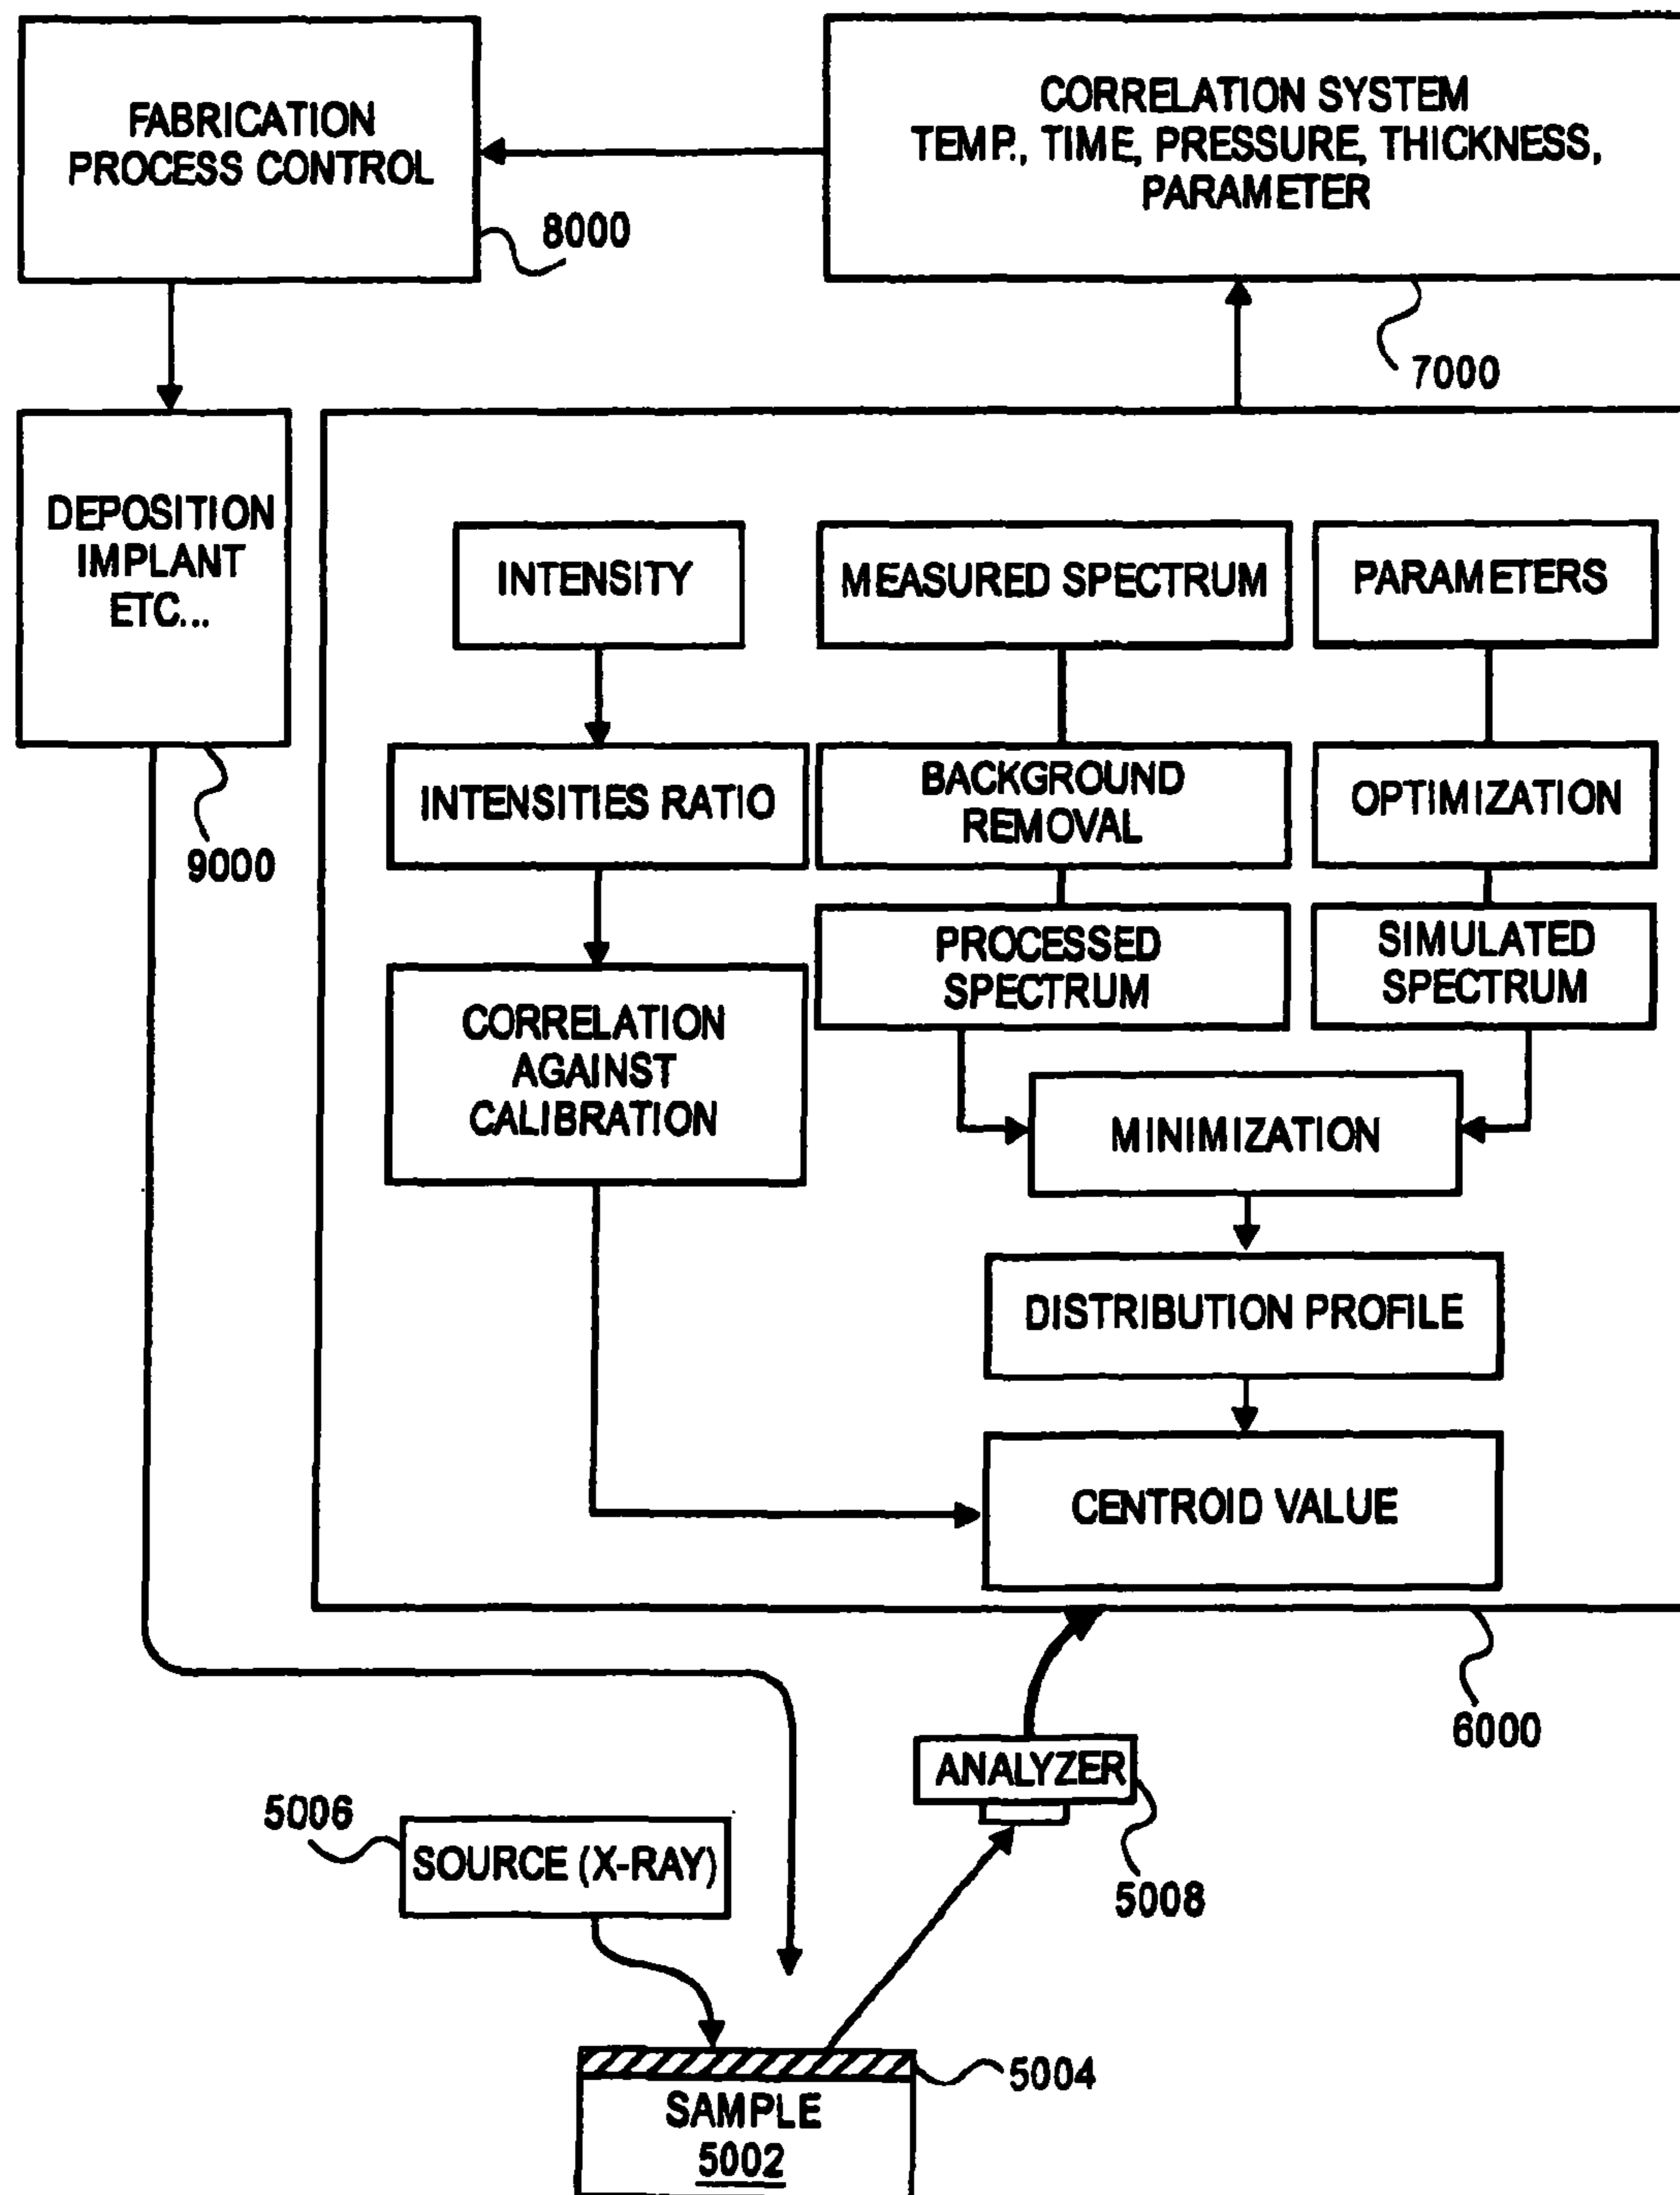 FABRICATION
PROCESS CONTROL
8000
CORRELATION SYSTEM
TEMP., TIME, PRESSURE, THICKNESS,
PARAMETER
7000
DEPOSITION
IMPLANT
ETC...
9000
INTENSITY
MEASURED SPECTRUM
PARAMETERS
INTENSITIES RATIO
BACKGROUND
REMOVAL
OPTIMIZATION
CORRELATION
AGAINST
CALIBRATION
PROCESSED
SPECTRUM
SIMULATED
SPECTRUM
MINIMIZATION
DISTRIBUTION PROFILE
CENTROID VALUE
6000
ANALYZER
5008
5006
SOURCE (X-RAY)
5004
SAMPLE
5002